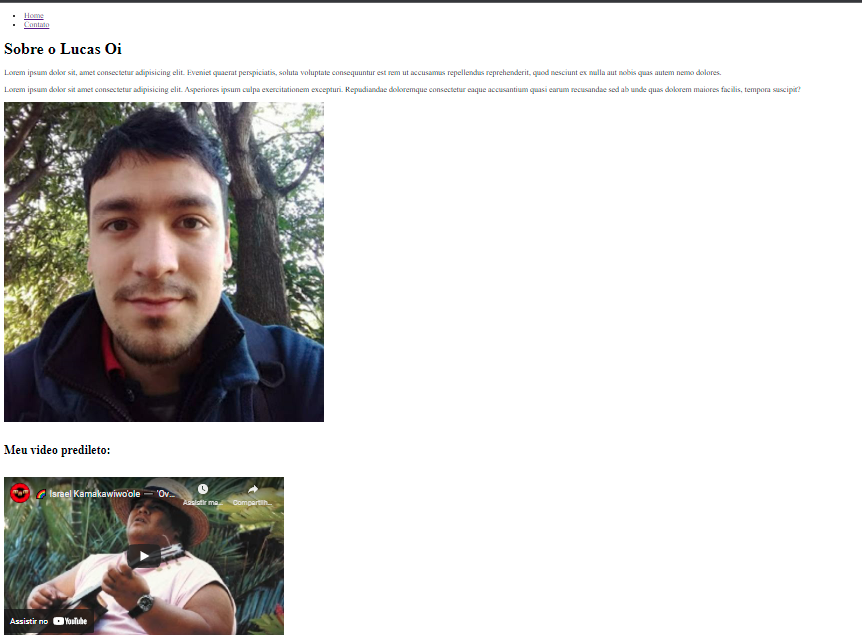 Home
Contato
Sobre o Lucas Oi
Lorem ipsum dolor sit, amet consectetur adipisicing elit. Eveniet quaerat perspiciatis, soluta voluptate consequuntur est rem ut accusamus repellendus reprehenderit, quod nesciunt ex nulla aut nobis quas autem nemo dolores.
Lorem ipsum dolor sit amet consectetur adipisicing elit. Asperiores ipsum culpa exercitationem excepturi. Repudiandae doloremque consectetur eaque accusantium quasi earum recusandae sed ab unde quas dolorem maiores facilis, tempora suscipit?
Meu video predileto:
Israel Kamakawiwo'ole — 'Ov...
Assistir ma...
Compartilh...
Assistir no YouTube